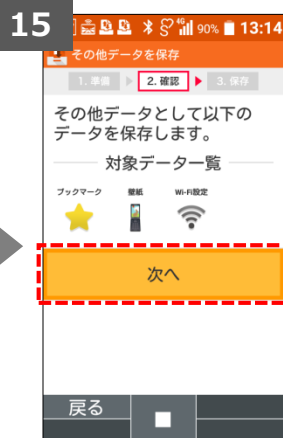 15
4G 90% 13:14
その他データを保存
1. 準備 2. 確認 3. 保存
その他データとして以下の
データを保存します。
対象データ一覧
ブックマーク 壁紙 Wi-Fi設定
次へ
戻る